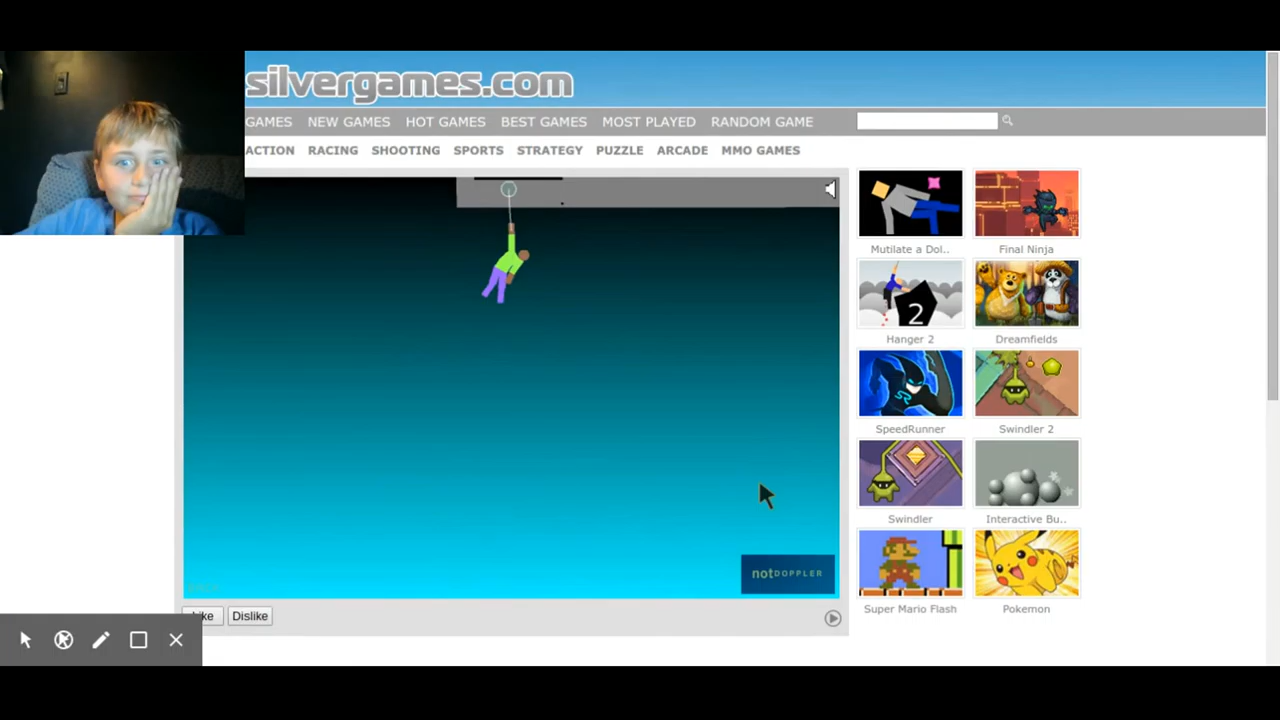 silvergames.com
GAMES NEW GAMES HOT GAMES BEST GAMES MOST PLAYED RANDOM GAME
ACTION RACING SHOOTING SPORTS STRATEGY PUZZLE ARCADE MMO GAMES
Mutilate a Dol.. Final Ninja
2
Hanger 2 Dreamfields
SpeedRunner Swindler 2
Swindler Interactive Bu..
notDOPPLER
Super Mario Flash Pokemon
Dislike